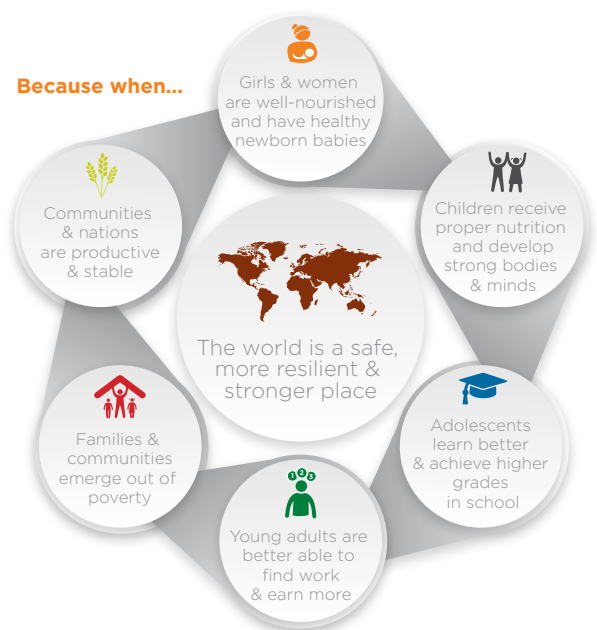 Because when...
Girls & women
are well-nourished
and have healthy
newborn babies
Children receive
proper nutrition
and develop
strong bodies
& minds
Adolescents
learn better
& achieve higher
grades
in school
1 2 3
Young adults are
better able to
find work
& earn more
Families &
communities
emerge out of
poverty
Communities
& nations
are productive
& stable
The world is a safe,
more resilient &
stronger place